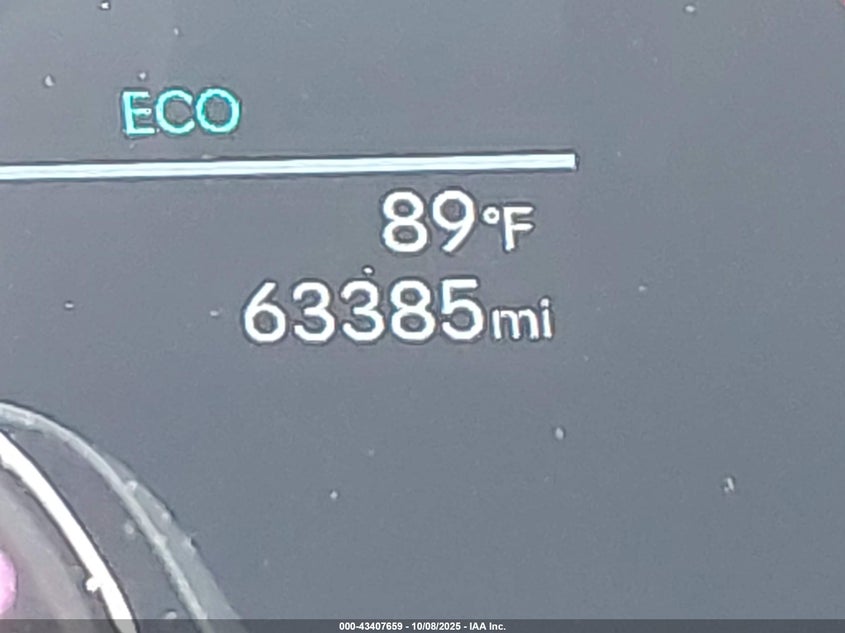 ECO
89°F
63385mi
000-43407659 - 10/08/2025 - IAA Inc.